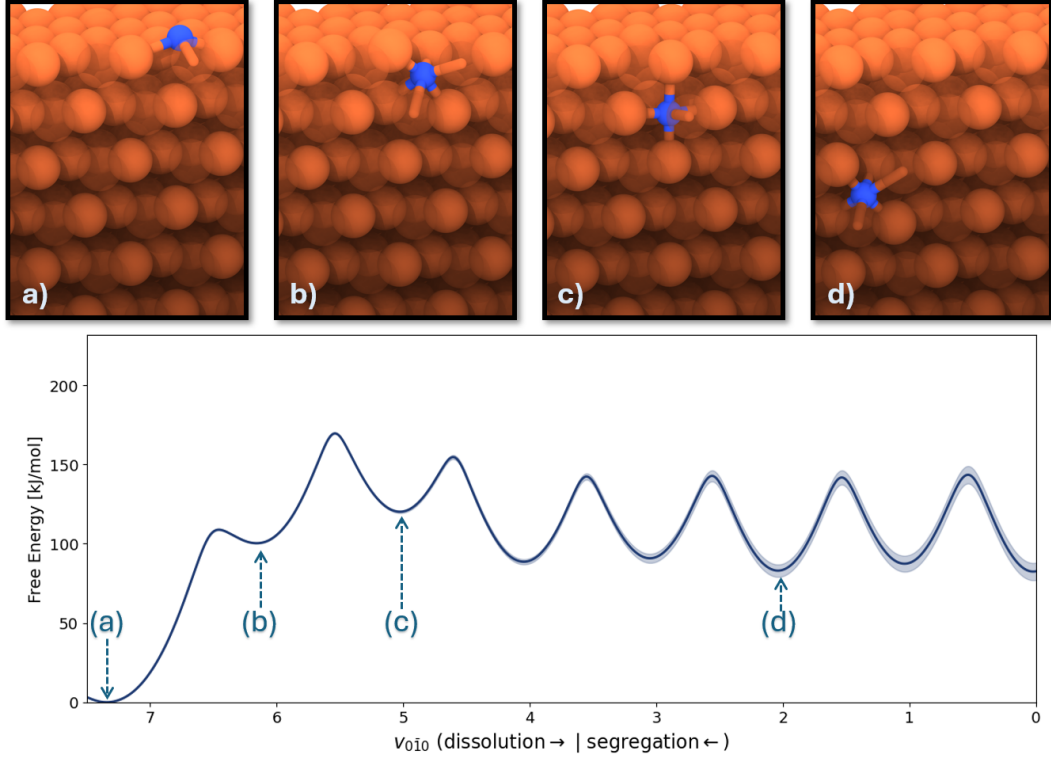 a)
b)
c)
d)
200
150
100
50
0
Free Energy [kJ/mol]
(a)
(b)
(c)
(d)
7 6 5 4 3 2 1 0
v₀₁̄₀ (dissolution→ | segregation←)